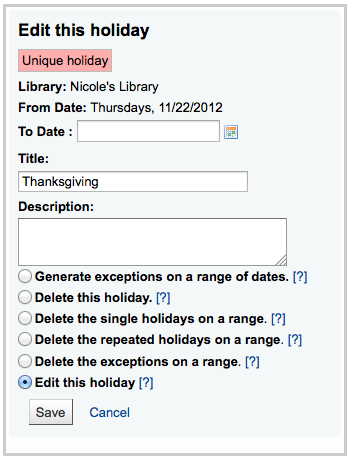 Edit this holiday
Unique holiday
Library: Nicole's Library
From Date: Thursdays, 11/22/2012
To Date :
Title:
Thanksgiving
Description:
Generate exceptions on a range of dates. [?]
Delete this holiday. [?]
Delete the single holidays on a range. [?]
Delete the repeated holidays on a range. [?]
Delete the exceptions on a range. [?]
Edit this holiday [?]
Save Cancel